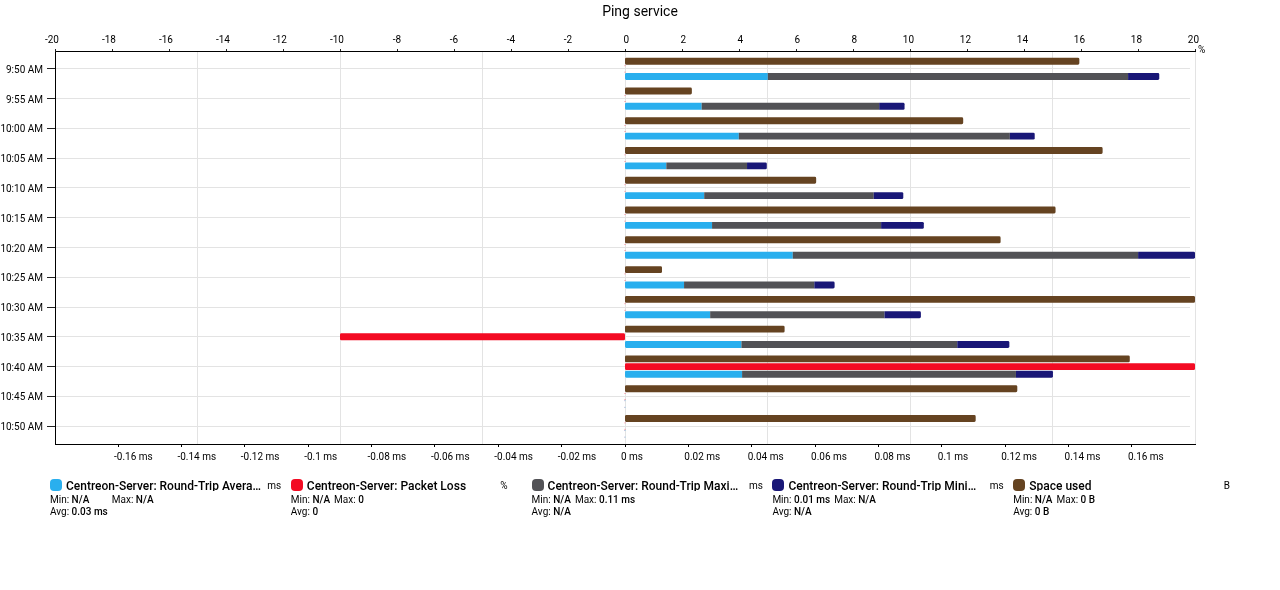 Ping service
-20 -18 -16 -14 -12 -10 -8 -6 -4 -2 0 2 4 6 8 10 12 14 16 18 20
%
9:50 AM
9:55 AM
10:00 AM
10:05 AM
10:10 AM
10:15 AM
10:20 AM
10:25 AM
10:30 AM
10:35 AM
10:40 AM
10:45 AM
10:50 AM
-0.16 ms -0.14 ms -0.12 ms -0.1 ms -0.08 ms -0.06 ms -0.04 ms -0.02 ms 0 ms 0.02 ms 0.04 ms 0.06 ms 0.08 ms 0.1 ms 0.12 ms 0.14 ms 0.16 ms
Centreon-Server: Round-Trip Avera... ms Centreon-Server: Packet Loss % Centreon-Server: Round-Trip Maxi... ms Centreon-Server: Round-Trip Mini... ms Space used B
Min: N/A Max: N/A Min: N/A Max: 0 Min: N/A Max: 0.11 ms Min: 0.01 ms Max: N/A Min: N/A Max: 0 B
Avg: 0.03 ms Avg: 0 Avg: N/A Avg: N/A Avg: 0 B